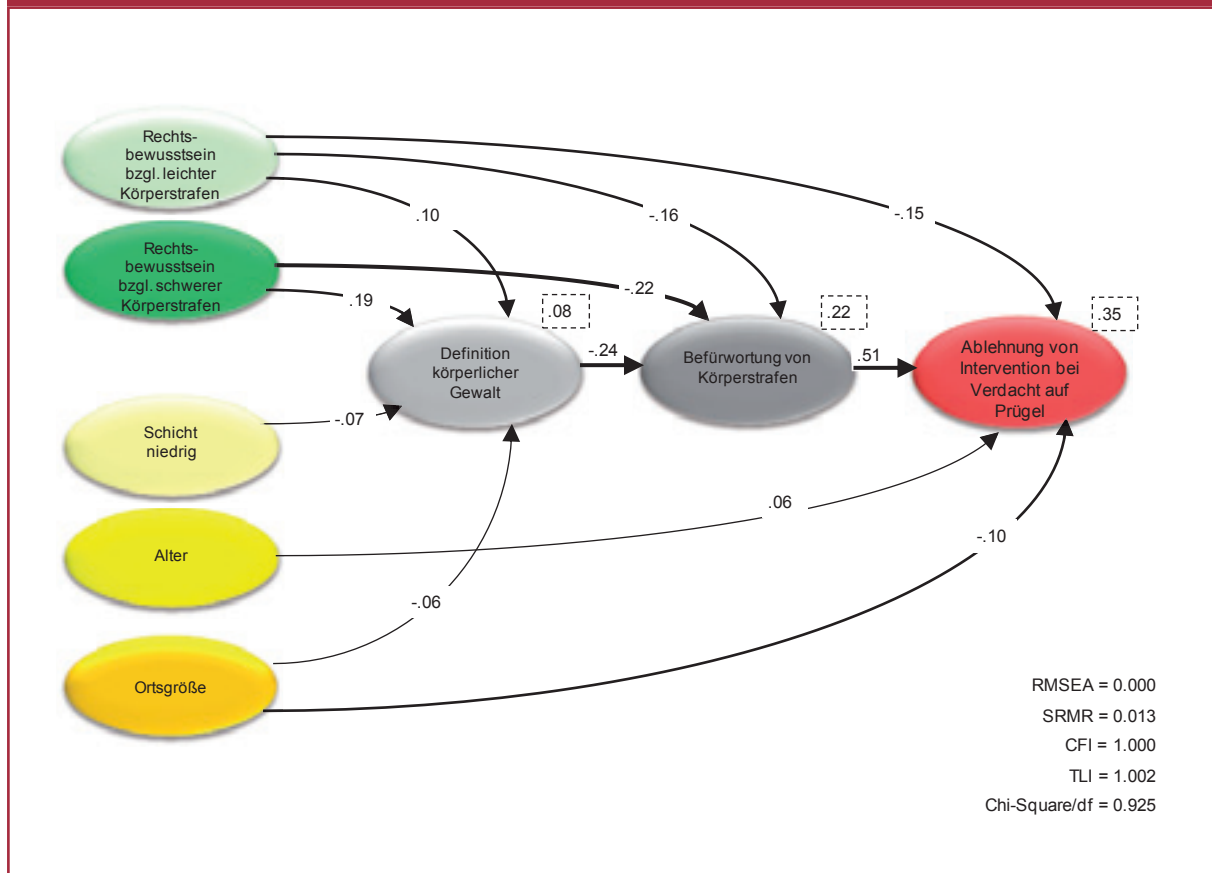 Rechts-
bewusstsein
bzgl. leichter
Körperstrafen
.10
-.16
-.15
Rechts-
bewusstsein
bzgl. schwerer
Körperstrafen
.19
-.22
.08
.22
.35
Definition
körperlicher
Gewalt
-.24
Befürwortung von
Körperstrafen
.51
Ablehnung von
Intervention bei
Verdacht auf
Prügel
Schicht
niedrig
-.07
.06
-.10
Alter
-.06
Ortsgröße
RMSEA = 0.000
SRMR = 0.013
CFI = 1.000
TLI = 1.002
Chi-Square/df = 0.925